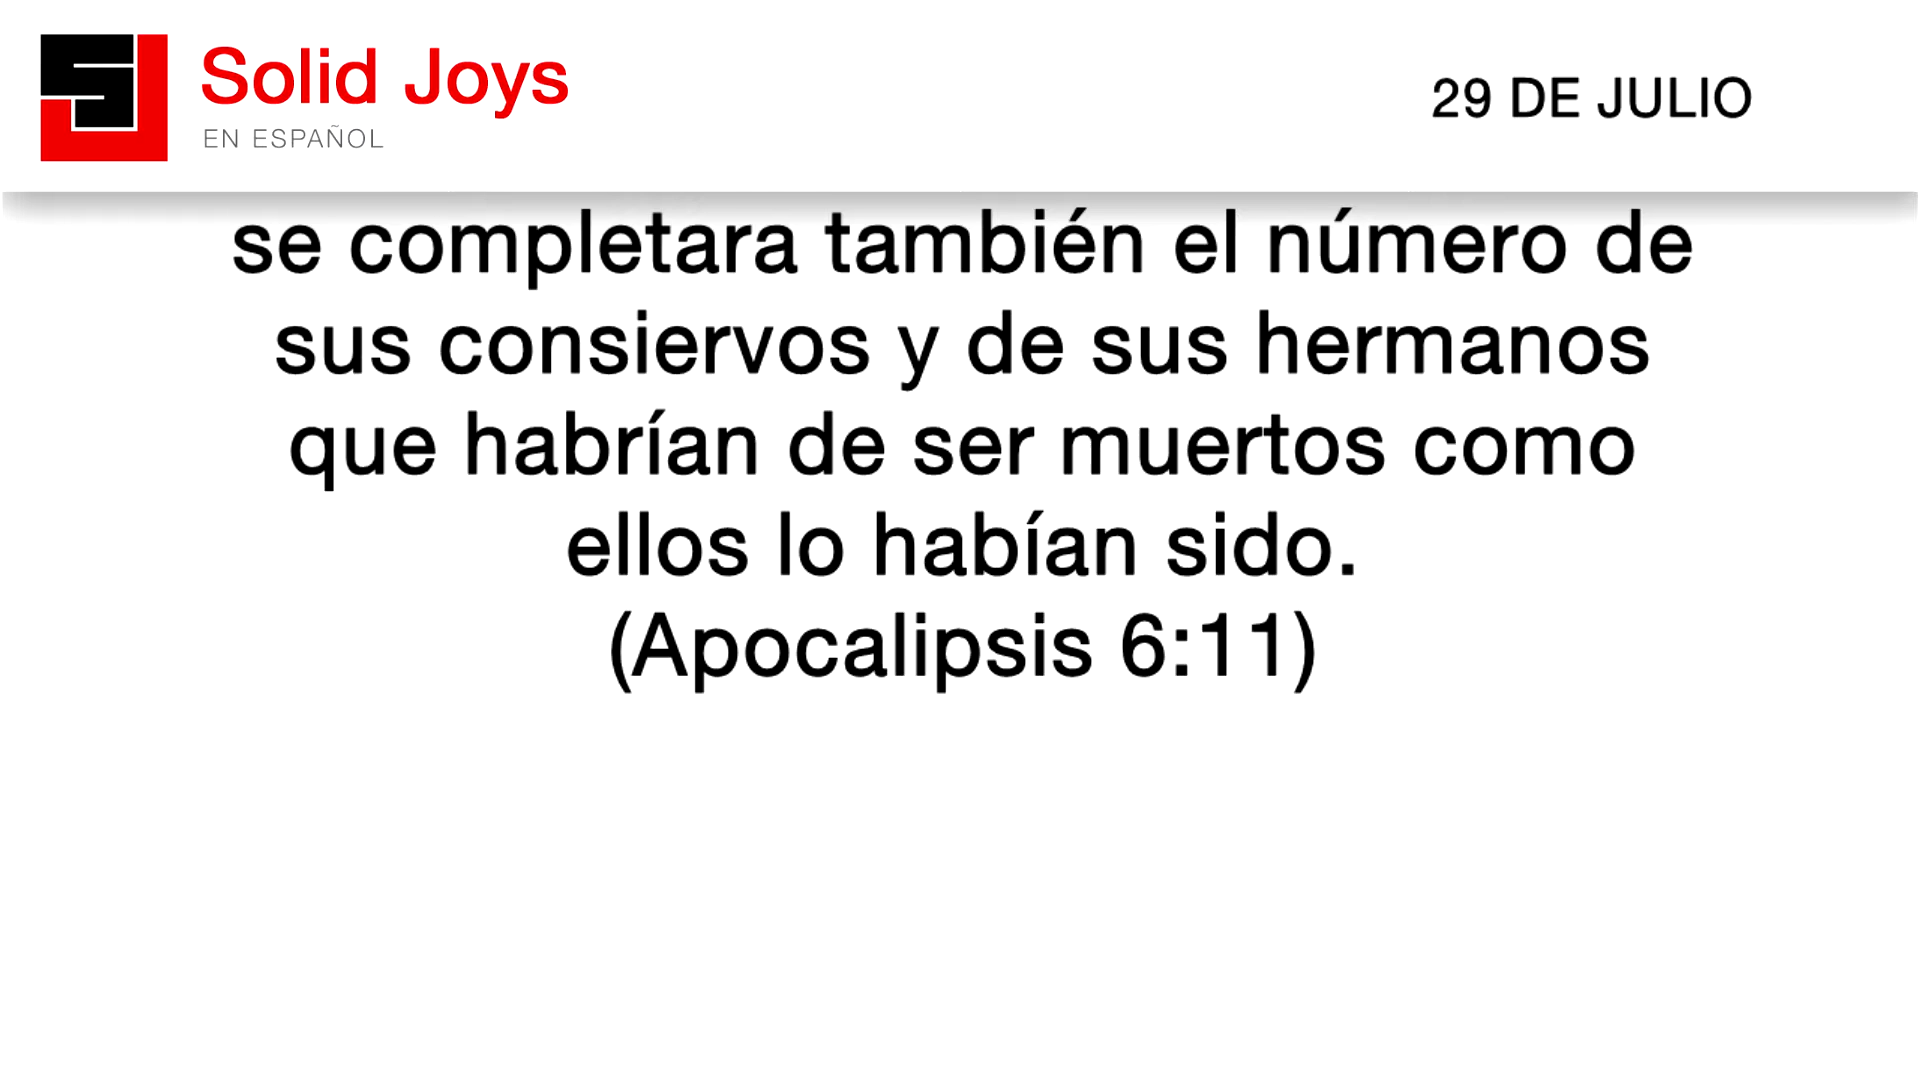 Solid Joys
EN ESPAÑOL
29 DE JULIO
se completara también el número de
sus consiervos y de sus hermanos
que habrían de ser muertos como
ellos lo habían sido.
(Apocalipsis 6:11)